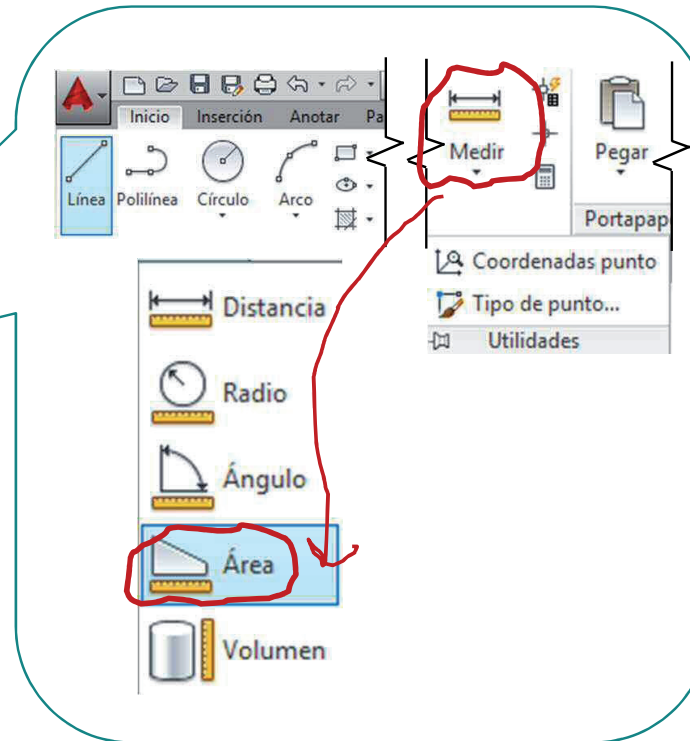 Inicio Inserción Anotar Pa
Línea Polilínea Círculo Arco
Medir
Pegar
Portapap
Coordenadas punto
Tipo de punto...
Utilidades
Distancia
Radio
Ángulo
Área
Volumen